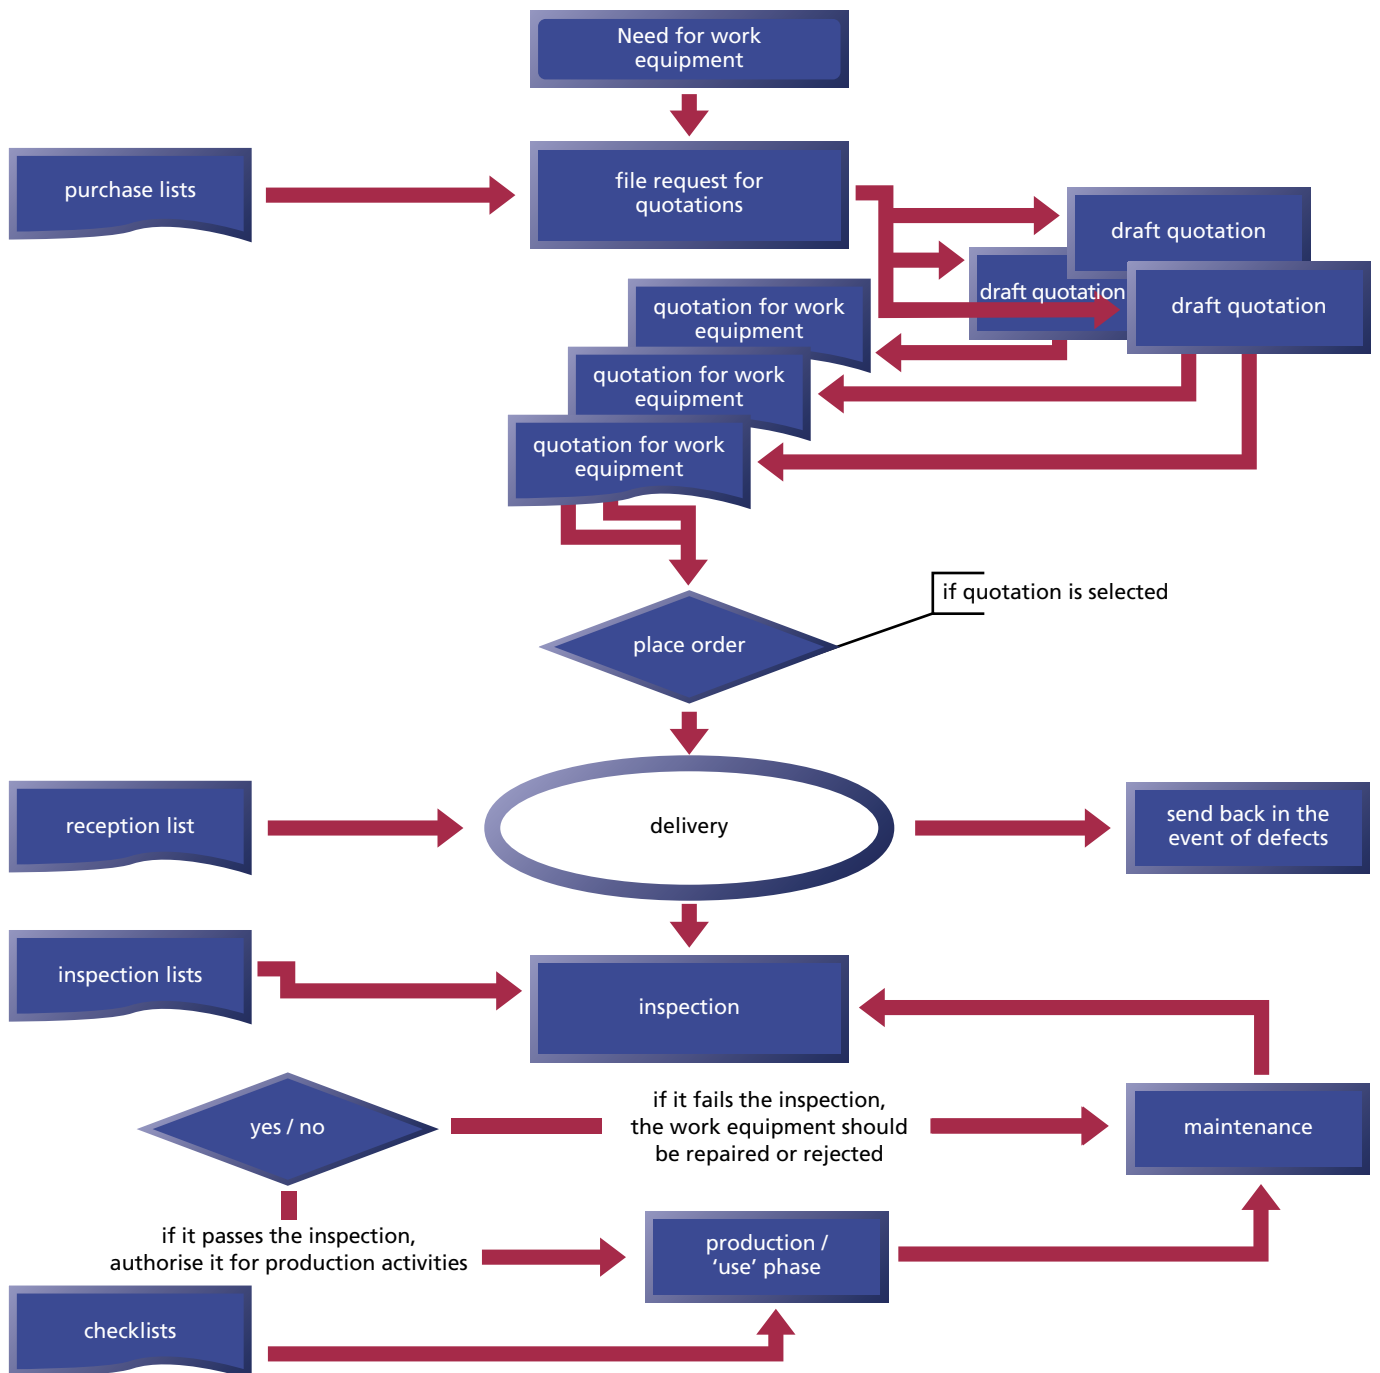 Need for work
equipment
purchase lists
file request for
quotations
draft quotation
draft quotation
draft quotation
quotation for work
equipment
quotation for work
equipment
quotation for work
equipment
if quotation is selected
place order
reception list
delivery
send back in the
event of defects
inspection lists
inspection
yes / no
if it fails the inspection,
the work equipment should
be repaired or rejected
maintenance
if it passes the inspection,
authorise it for production activities
production /
‘use’ phase
checklists